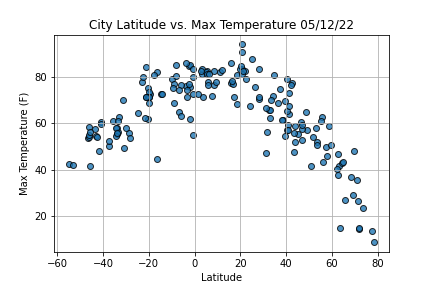 City Latitude vs. Max Temperature 05/12/22
Max Temperature (F)
80
60
40
20
−60 −40 −20 0 20 40 60 80
Latitude